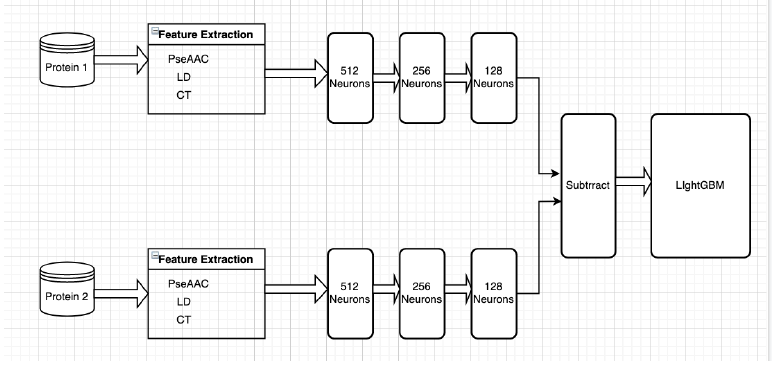 Protein 1
Feature Extraction
PseAAC
LD
CT
512
Neurons
256
Neurons
128
Neurons
Subtrract
LIghtGBM
Protein 2
Feature Extraction
PseAAC
LD
CT
512
Neurons
256
Neurons
128
Neurons